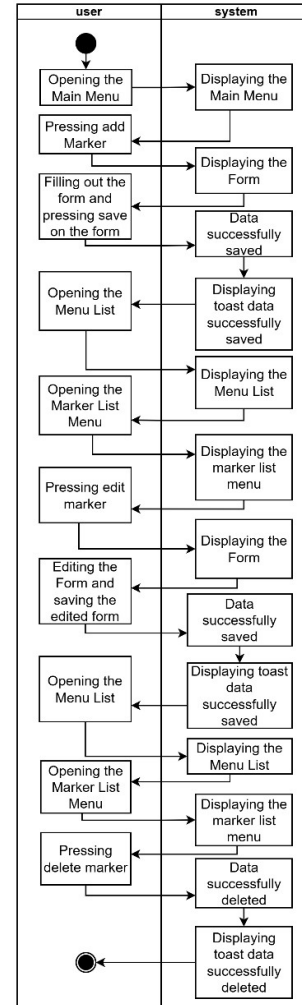 user
system
Opening the
Main Menu
Displaying the
Main Menu
Pressing add
Marker
Displaying the
Form
Filling out the
form and
pressing save
on the form
Data
successfully
saved
Displaying
toast data
successfully
saved
Opening the
Menu List
Displaying the
Menu List
Opening the
Marker List
Menu
Displaying the
marker list
menu
Pressing edit
marker
Displaying the
Form
Editing the
Form and
saving the
edited form
Data
successfully
saved
Displaying toast
data
successfully
saved
Opening the
Menu List
Displaying the
Menu List
Opening the
Marker List
Menu
Displaying the
marker list
menu
Pressing
delete marker
Data
successfully
deleted
Displaying
toast data
successfully
deleted